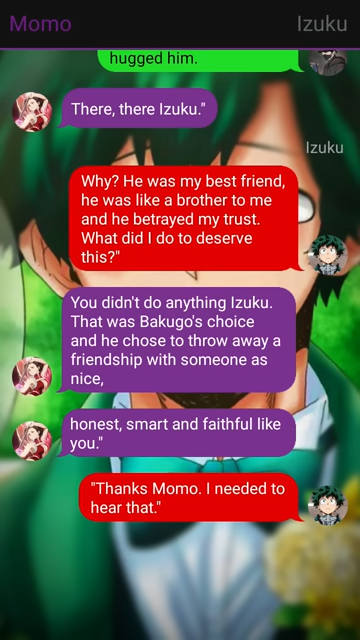 Momo Izuku
hugged him.
There, there Izuku."
Izuku
Why? He was my best friend,
he was like a brother to me
and he betrayed my trust.
What did I do to deserve
this?"
You didn't do anything Izuku.
That was Bakugo's choice
and he chose to throw away a
friendship with someone as
nice,
honest, smart and faithful like
you."
"Thanks Momo. I needed to
hear that."